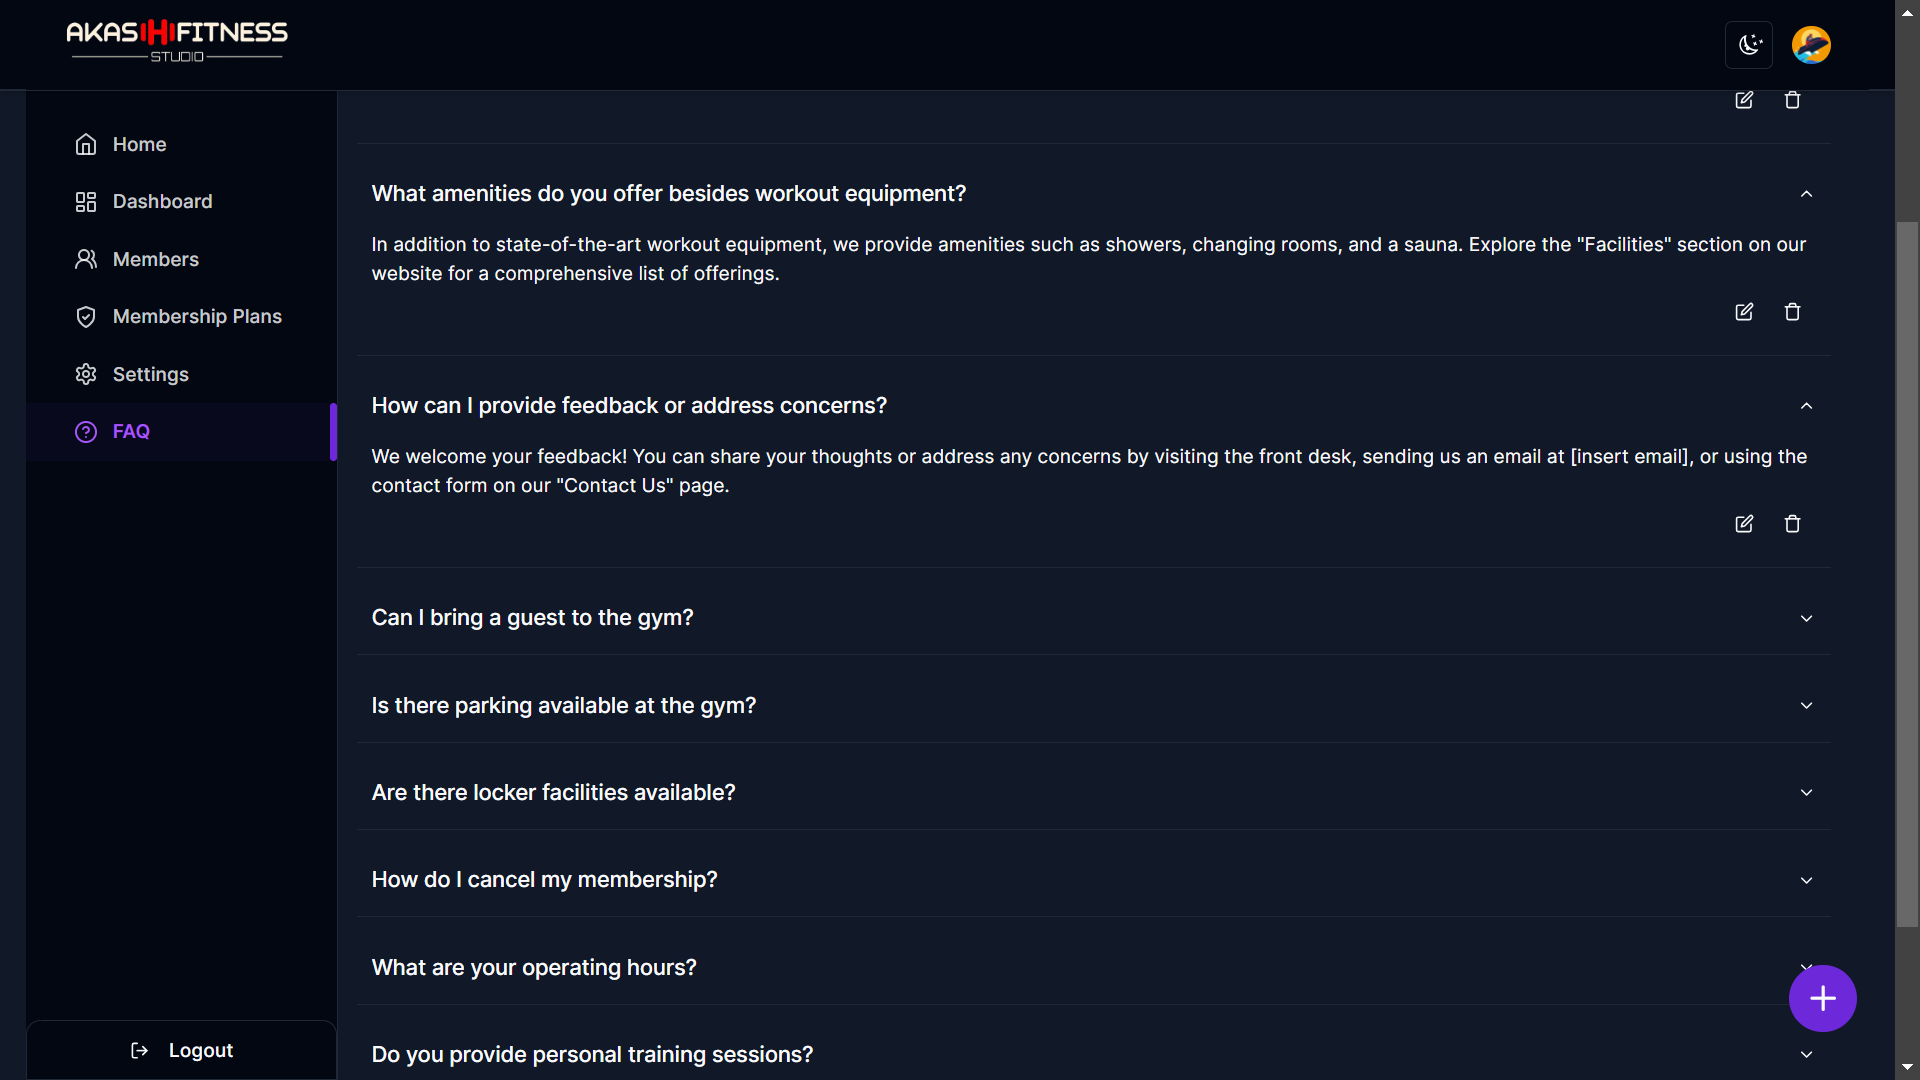 AKASHIFITNESS
STUDIO
Home
Dashboard
Members
Membership Plans
Settings
FAQ
Logout
What amenities do you offer besides workout equipment?
In addition to state-of-the-art workout equipment, we provide amenities such as showers, changing rooms, and a sauna. Explore the "Facilities" section on our
website for a comprehensive list of offerings.
How can I provide feedback or address concerns?
We welcome your feedback! You can share your thoughts or address any concerns by visiting the front desk, sending us an email at [insert email], or using the
contact form on our "Contact Us" page.
Can I bring a guest to the gym?
Is there parking available at the gym?
Are there locker facilities available?
How do I cancel my membership?
What are your operating hours?
Do you provide personal training sessions?